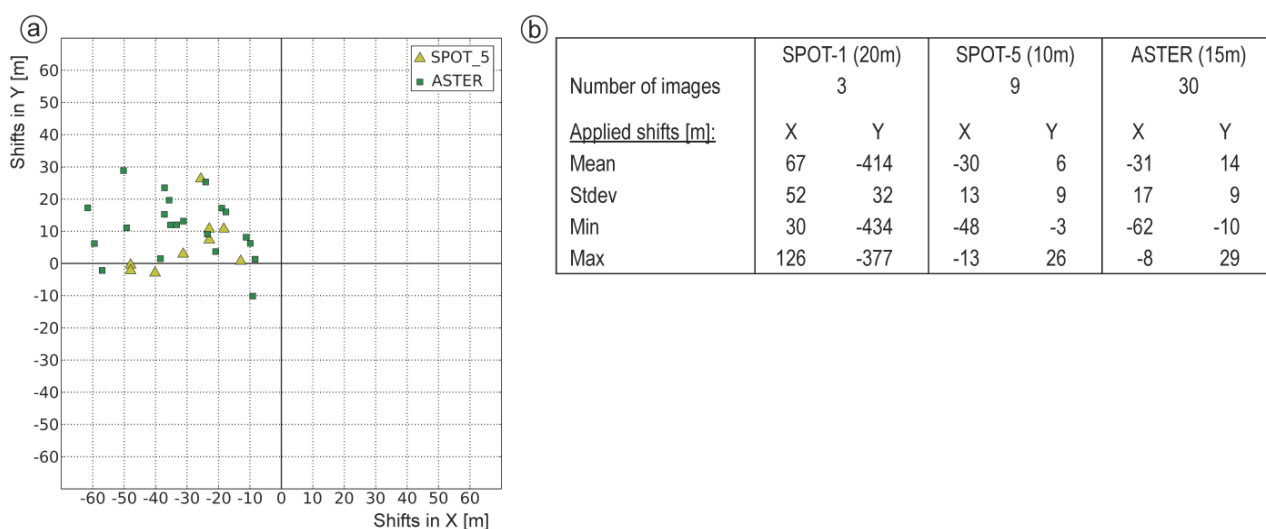 a
Shifts in Y [m]
60
50
40
30
20
10
0
-10
-20
-30
-40
-50
-60
SPOT_5
ASTER
-60 -50 -40 -30 -20 -10 0 10 20 30 40 50 60
Shifts in X [m]
b
SPOT-1 (20m) SPOT-5 (10m) ASTER (15m)
Number of images 3 9 30
Applied shifts [m]: X Y X Y X Y
Mean 67 -414 -30 6 -31 14
Stdev 52 32 13 9 17 9
Min 30 -434 -48 -3 -62 -10
Max 126 -377 -13 26 -8 29